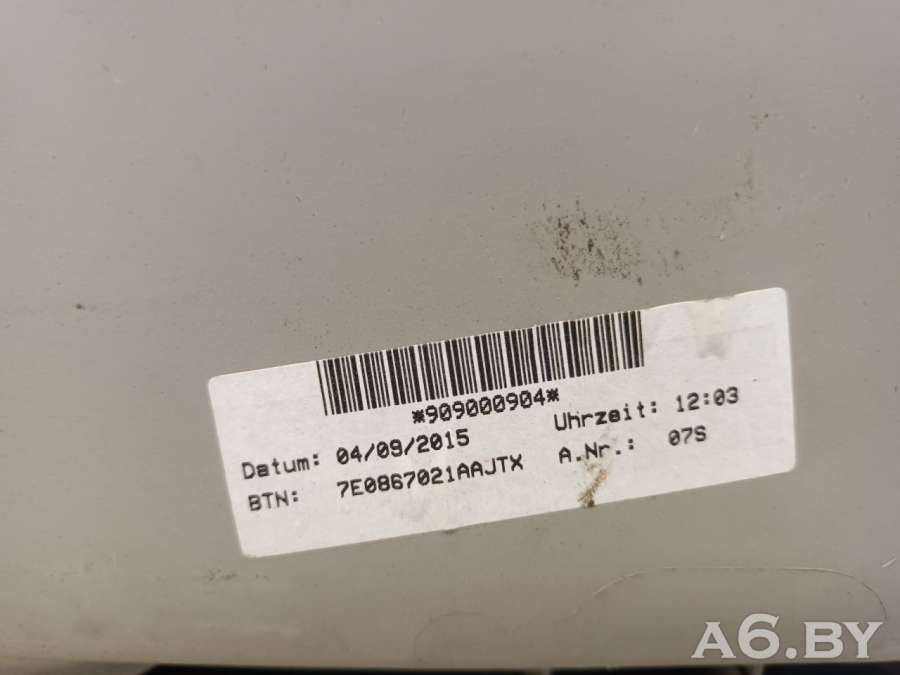 *909000904*
Datum: 04/09/2015 Uhrzeit: 12:03
BTN: 7E0867021AAJTX A.Nr.: 07S
A6.BY